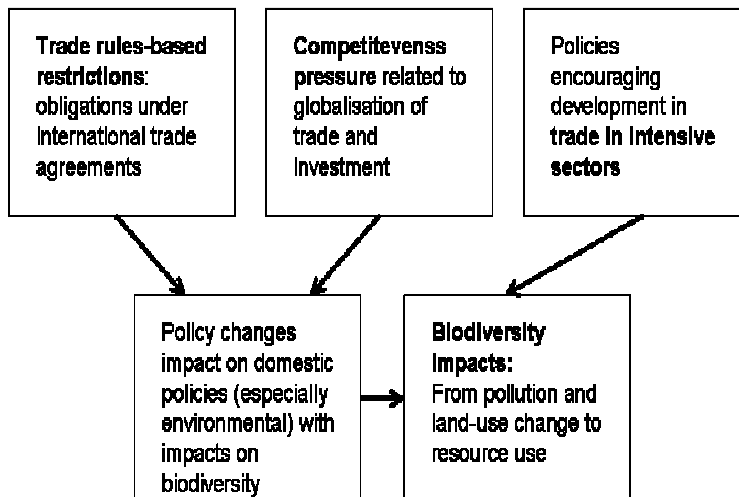 Trade rules-based
restrictions:
obligations under
international trade
agreements
Competitevenss
pressure related to
globalisation of
trade and
investment
Policies
encouraging
development in
trade in intensive
sectors
Policy changes
impact on domestic
policies (especially
environmental) with
impacts on
biodiversity
Biodiversity
impacts:
From pollution and
land-use change to
resource use